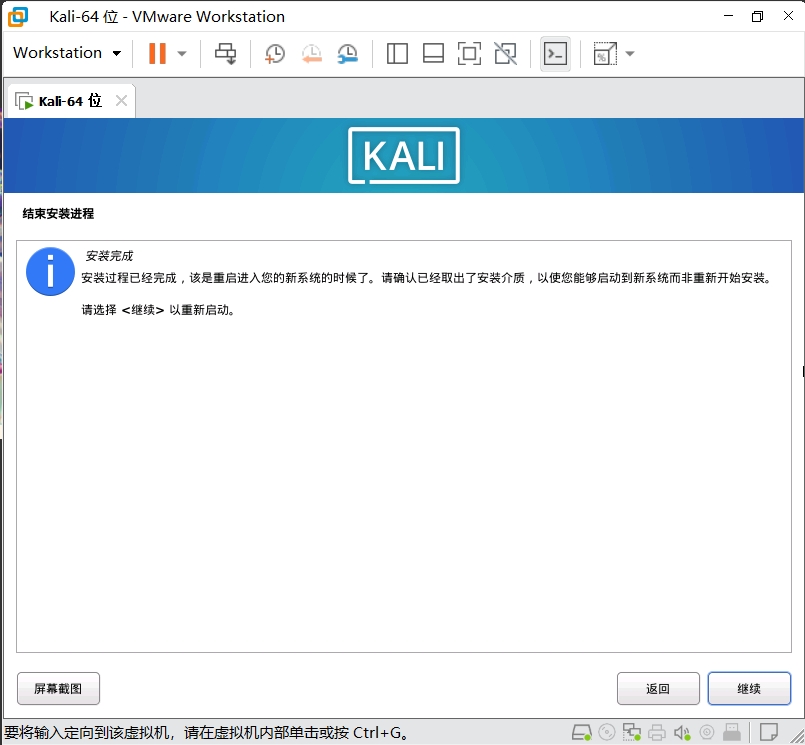 Kali-64 位 - VMware Workstation
Workstation
Kali-64 位
KALI
结束安装进程
安装完成
安装过程已经完成，该是重启进入您的新系统的时候了。请确认已经取出了安装介质，以使您能够启动到新系统而非重新开始安装。
请选择 <继续> 以重新启动。
屏幕截图
返回
继续
要将输入定向到该虚拟机，请在虚拟机内部单击或按 Ctrl+G。